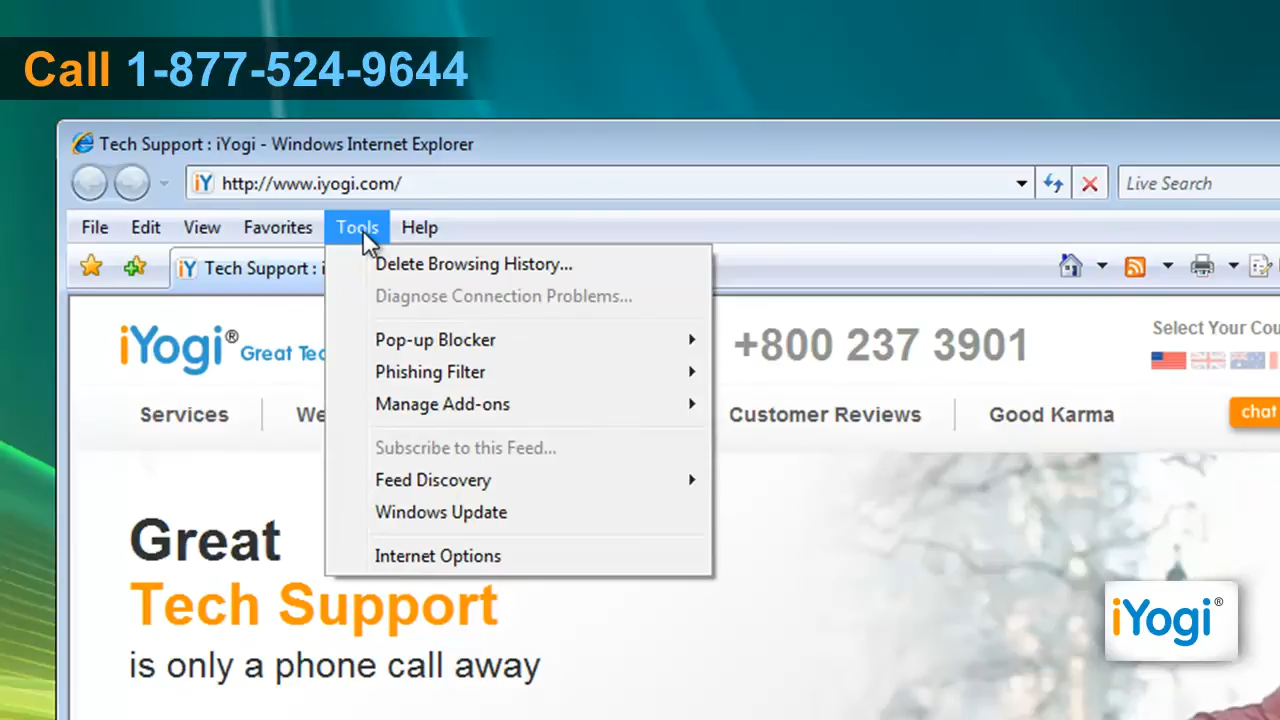 Call 1-877-524-9644
Tech Support : iYogi - Windows Internet Explorer
iY http://www.iyogi.com/
Live Search
File Edit View Favorites Tools Help
iY Tech Support : i
Delete Browsing History...
Diagnose Connection Problems...
Pop-up Blocker
Phishing Filter
Manage Add-ons
Subscribe to this Feed...
Feed Discovery
Windows Update
Internet Options
iYogi® Great Tec
+800 237 3901
Select Your Cou
Services We Customer Reviews Good Karma chat
Great
Tech Support
is only a phone call away
iYogi®